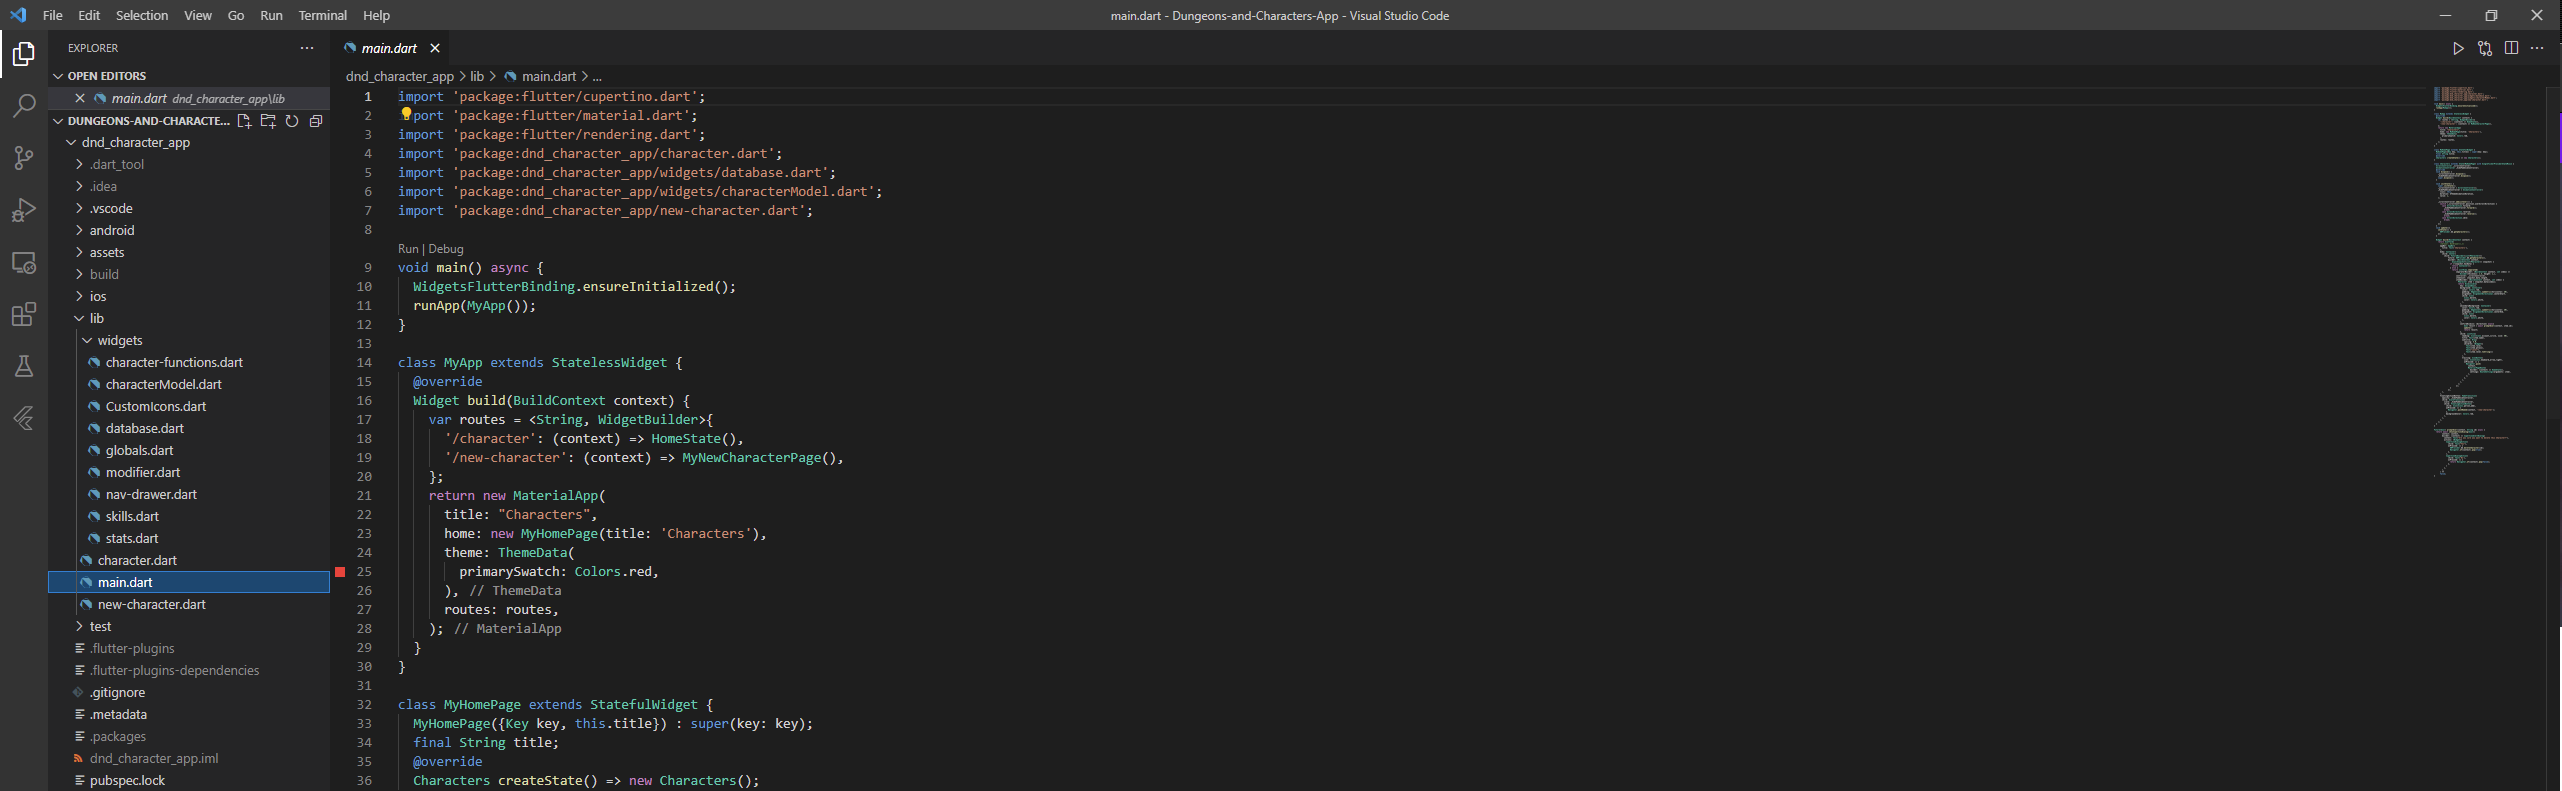 File Edit Selection View Go Run Terminal Help
main.dart - Dungeons-and-Characters-App - Visual Studio Code
EXPLORER
OPEN EDITORS
main.dart dnd_character_app\lib
DUNGEONS-AND-CHARACTE...
dnd_character_app
.dart_tool
.idea
.vscode
android
assets
build
ios
lib
widgets
character-functions.dart
characterModel.dart
CustomIcons.dart
database.dart
globals.dart
modifier.dart
nav-drawer.dart
skills.dart
stats.dart
character.dart
main.dart
new-character.dart
test
.flutter-plugins
.flutter-plugins-dependencies
.gitignore
.metadata
.packages
dnd_character_app.iml
pubspec.lock
main.dart
dnd_character_app > lib > main.dart > ...
1 import 'package:flutter/cupertino.dart';
2 port 'package:flutter/material.dart';
3 import 'package:flutter/rendering.dart';
4 import 'package:dnd_character_app/character.dart';
5 import 'package:dnd_character_app/widgets/database.dart';
6 import 'package:dnd_character_app/widgets/characterModel.dart';
7 import 'package:dnd_character_app/new-character.dart';
8
Run | Debug
9 void main() async {
10 WidgetsFlutterBinding.ensureInitialized();
11 runApp(MyApp());
12 }
13
14 class MyApp extends StatelessWidget {
15 @override
16 Widget build(BuildContext context) {
17 var routes = <String, WidgetBuilder>{
18 '/character': (context) => HomeState(),
19 '/new-character': (context) => MyNewCharacterPage(),
20 };
21 return new MaterialApp(
22 title: "Characters",
23 home: new MyHomePage(title: 'Characters'),
24 theme: ThemeData(
25 primarySwatch: Colors.red,
26 ), // ThemeData
27 routes: routes,
28 ); // MaterialApp
29 }
30 }
31
32 class MyHomePage extends StatefulWidget {
33 MyHomePage({Key key, this.title}) : super(key: key);
34 final String title;
35 @override
36 Characters createState() => new Characters();